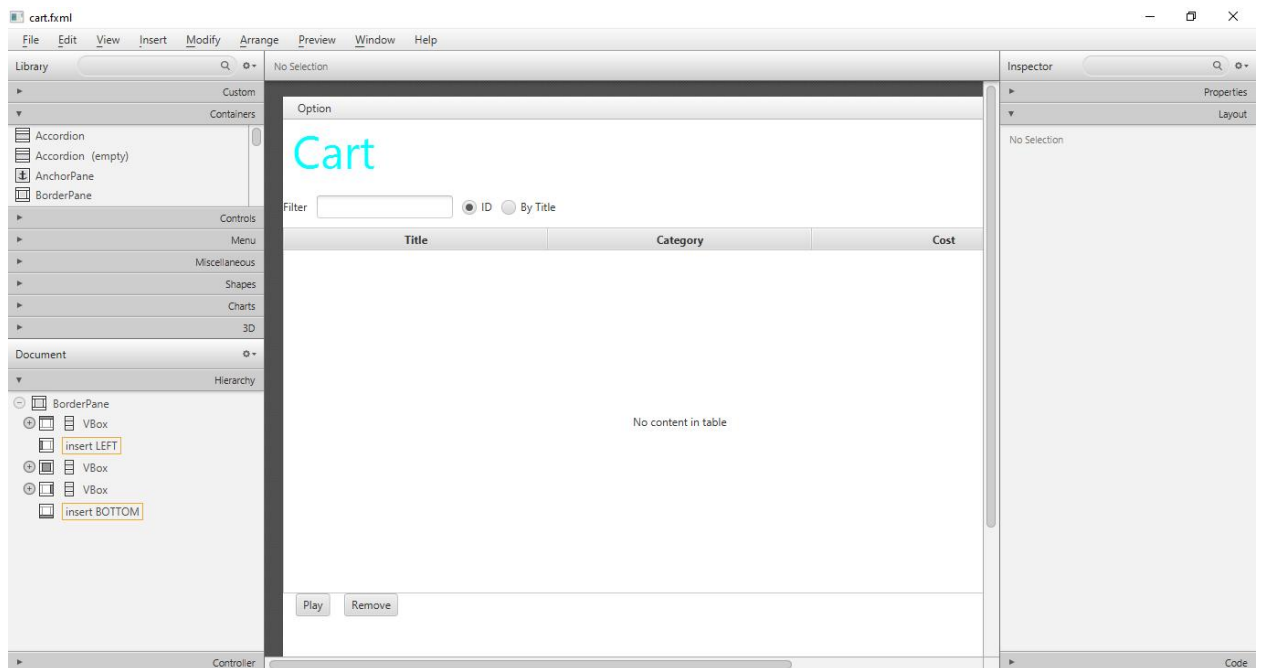 cart.fxml
File Edit View Insert Modify Arrange Preview Window Help
Library
No Selection
Inspector
Custom
Containers
Accordion
Accordion (empty)
AnchorPane
BorderPane
Controls
Menu
Miscellaneous
Shapes
Charts
3D
Document
Hierarchy
BorderPane
VBox
insert LEFT
VBox
VBox
insert BOTTOM
Controller
Option
Cart
Filter ID By Title
Title Category Cost
No content in table
Play Remove
Properties
Layout
No Selection
Code